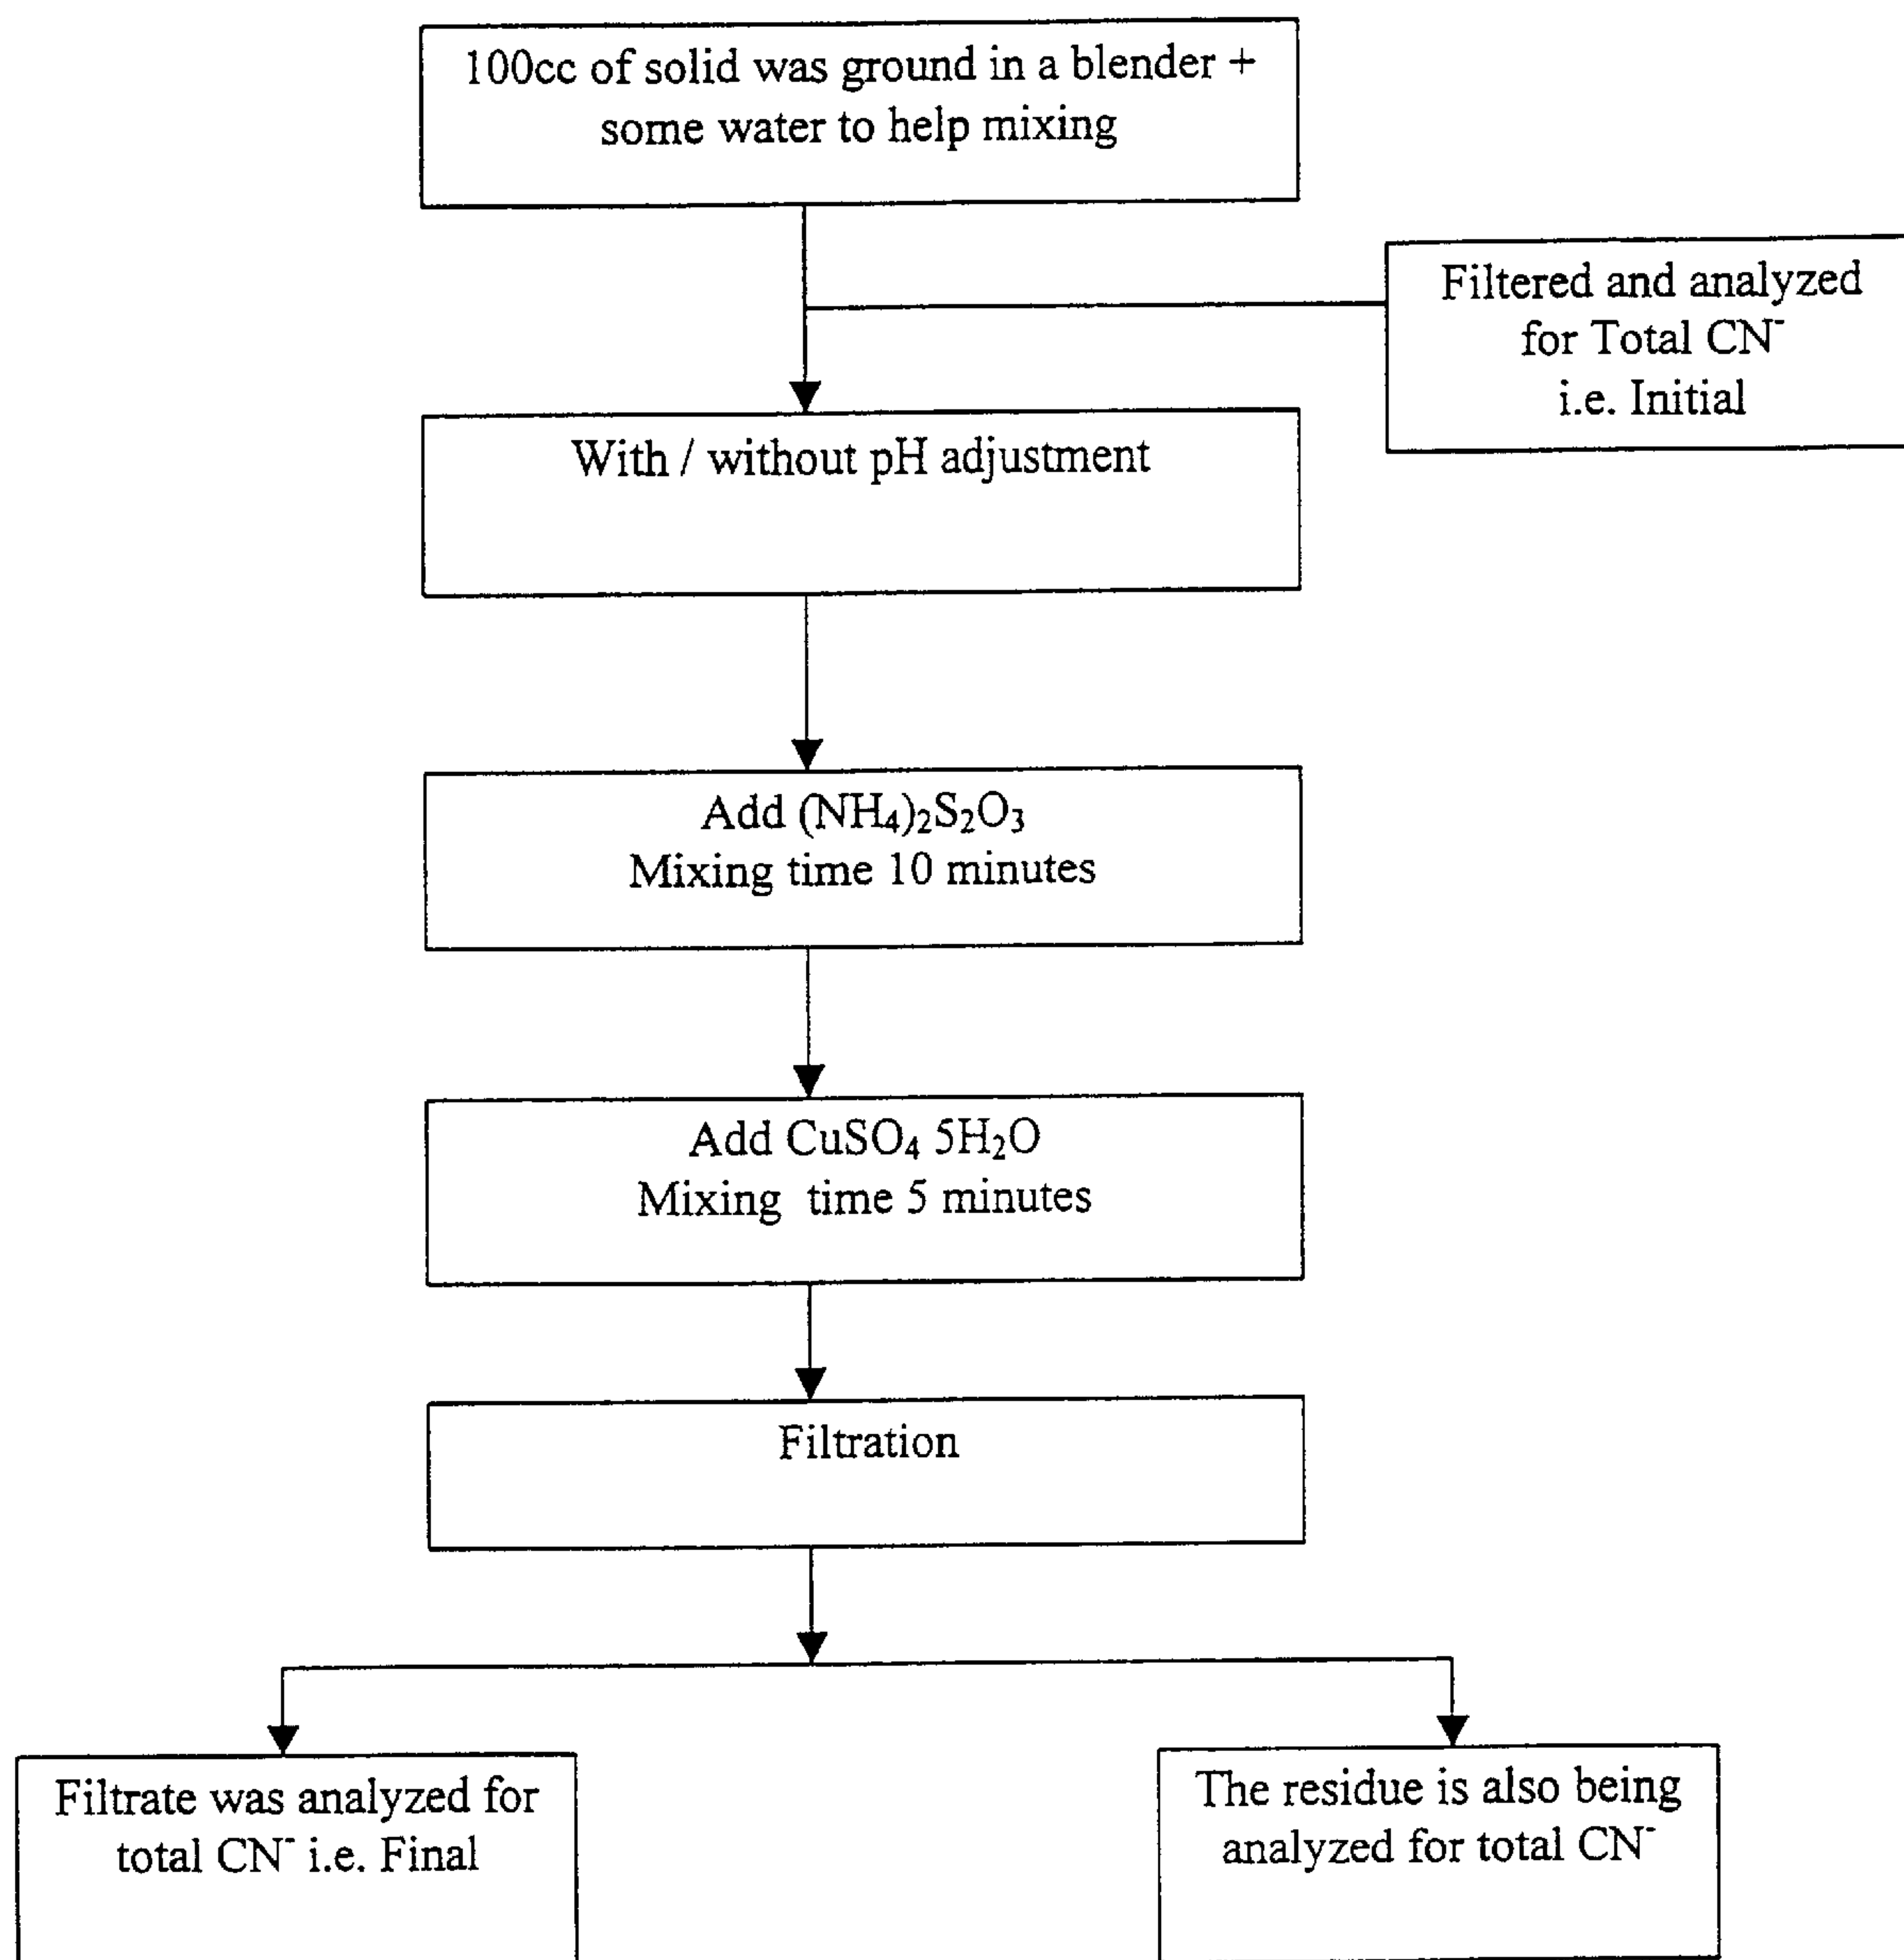 100cc of solid was ground in a blender +
some water to help mixing
Filtered and analyzed
for Total CN⁻
i.e. Initial
With / without pH adjustment
Add (NH₄)₂S₂O₃
Mixing time 10 minutes
Add CuSO₄ 5H₂O
Mixing time 5 minutes
Filtration
Filtrate was analyzed for
total CN⁻ i.e. Final
The residue is also being
analyzed for total CN⁻